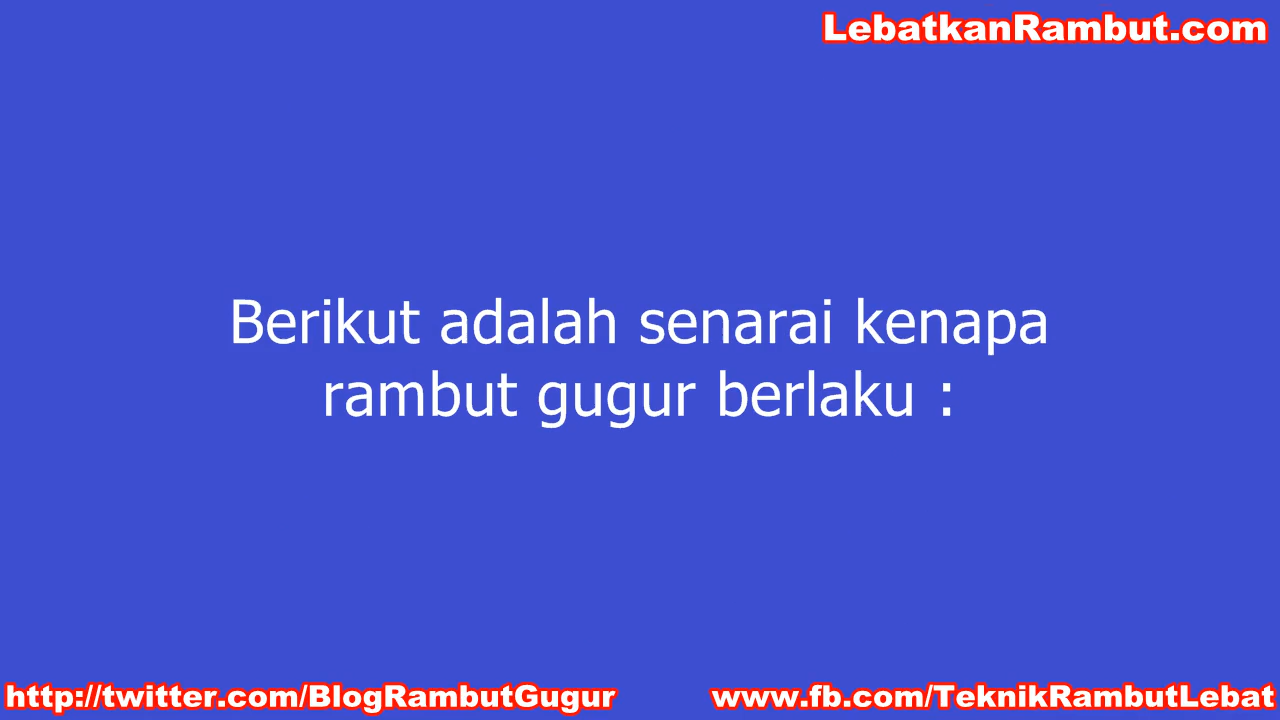 LebatkanRambut.com
Berikut adalah senarai kenapa
rambut gugur berlaku :
http://twitter.com/BlogRambutGugur
www.fb.com/TeknikRambutLebat